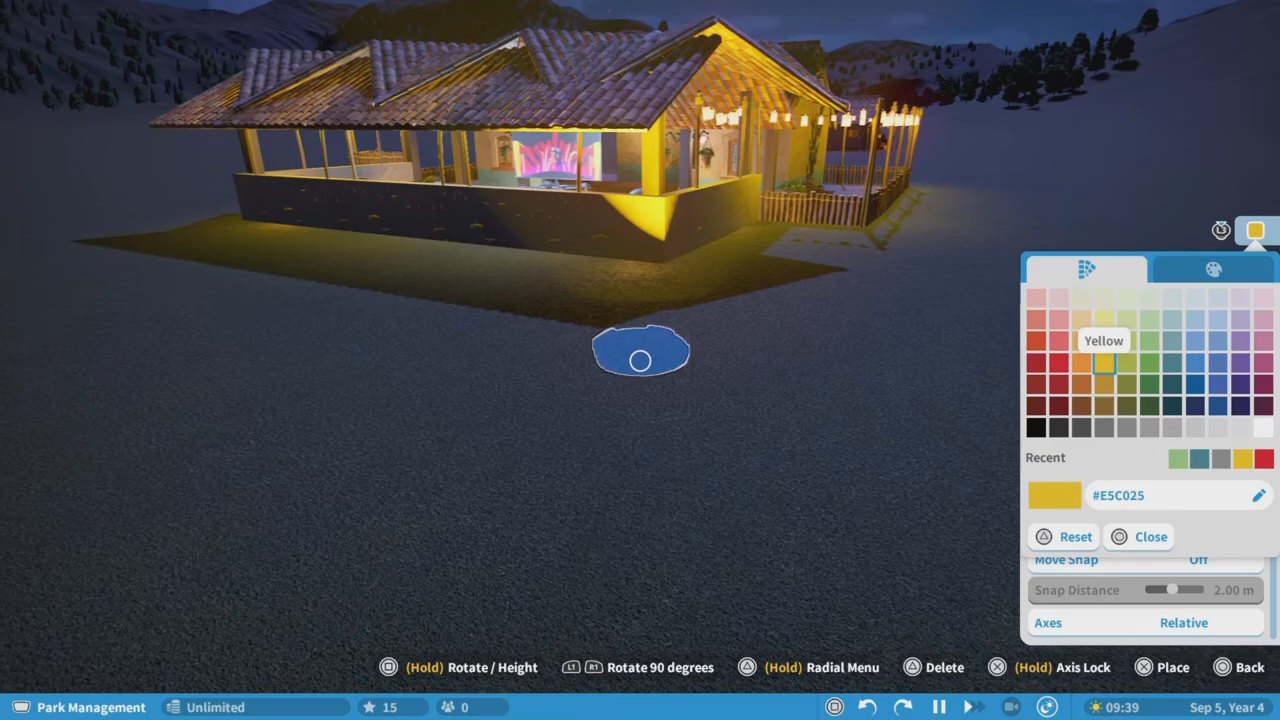 L3
Yellow
Recent
#E5C025
Reset
Close
Move Snap Off
Snap Distance 2.00 m
Axes Relative
(Hold) Rotate / Height
L1 R1 Rotate 90 degrees
(Hold) Radial Menu
Delete
(Hold) Axis Lock
Place
Back
Park Management
Unlimited
15
0
09:39
Sep 5, Year 4